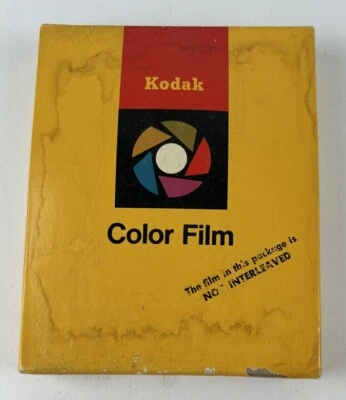 Kodak
Color Film
The film in this package is
NOT INTERLEAVED